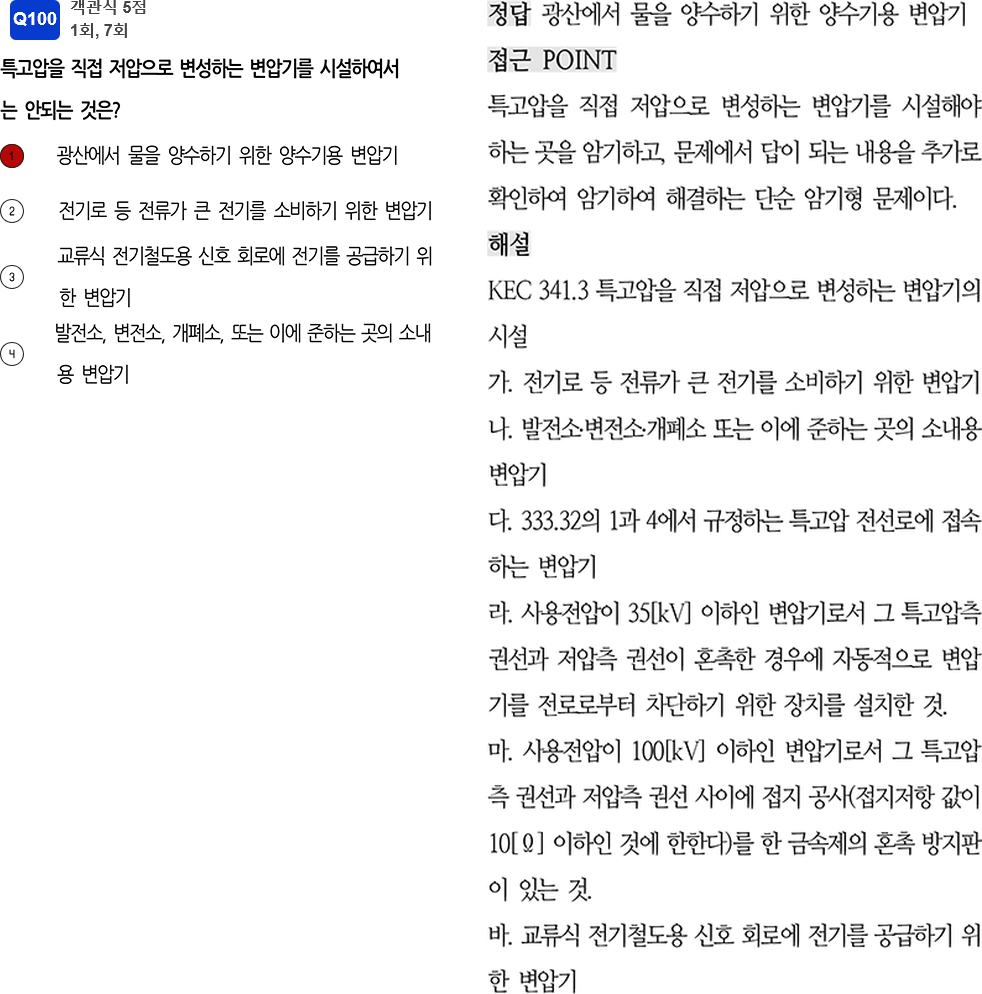 Q100 객관식 5점
1회, 7회
특고압을 직접 저압으로 변성하는 변압기를 시설하여서
는 안되는 것은?
1 광산에서 물을 양수하기 위한 양수기용 변압기
2 전기로 등 전류가 큰 전기를 소비하기 위한 변압기
3 교류식 전기철도용 신호 회로에 전기를 공급하기 위
한 변압기
4 발전소, 변전소, 개폐소, 또는 이에 준하는 곳의 소내
용 변압기
정답 광산에서 물을 양수하기 위한 양수기용 변압기
접근 POINT
특고압을 직접 저압으로 변성하는 변압기를 시설해야
하는 곳을 암기하고, 문제에서 답이 되는 내용을 추가로
확인하여 암기하여 해결하는 단순 암기형 문제이다.
해설
KEC 341.3 특고압을 직접 저압으로 변성하는 변압기의
시설
가. 전기로 등 전류가 큰 전기를 소비하기 위한 변압기
나. 발전소·변전소·개폐소 또는 이에 준하는 곳의 소내용
변압기
다. 333.32의 1과 4에서 규정하는 특고압 전선로에 접속
하는 변압기
라. 사용전압이 35[kV] 이하인 변압기로서 그 특고압측
권선과 저압측 권선이 혼촉한 경우에 자동적으로 변압
기를 전로로부터 차단하기 위한 장치를 설치한 것.
마. 사용전압이 100[kV] 이하인 변압기로서 그 특고압
측 권선과 저압측 권선 사이에 접지 공사(접지저항 값이
10[Ω] 이하인 것에 한한다)를 한 금속제의 혼촉 방지판
이 있는 것.
바. 교류식 전기철도용 신호 회로에 전기를 공급하기 위
한 변압기